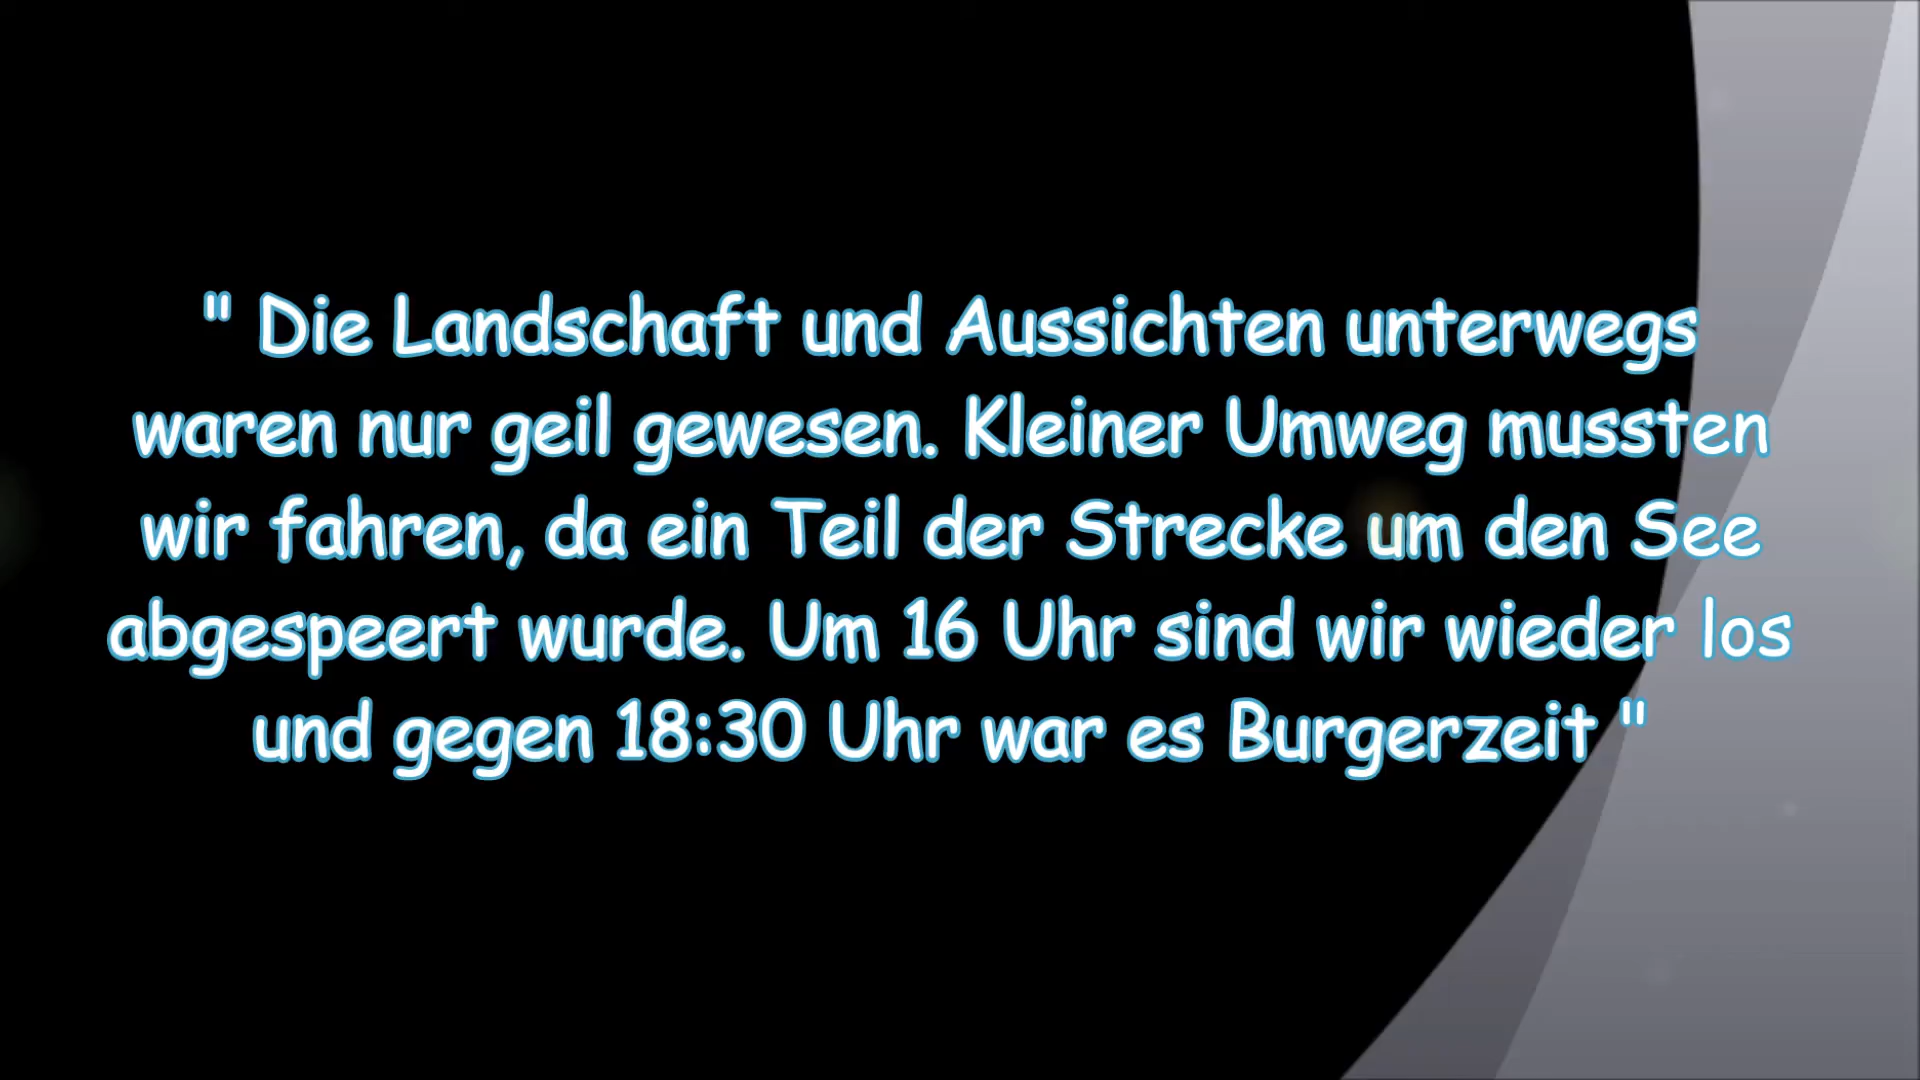 " Die Landschaft und Aussichten unterwegs
waren nur geil gewesen. Kleiner Umweg mussten
wir fahren, da ein Teil der Strecke um den See
abgespeert wurde. Um 16 Uhr sind wir wieder los
und gegen 18:30 Uhr war es Burgerzeit "